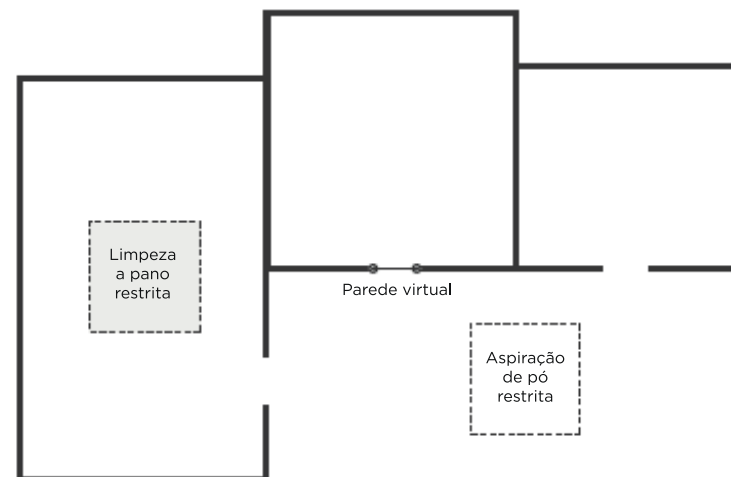 Limpeza
a pano
restrita
Parede virtual
Aspiração
de pó
restrita